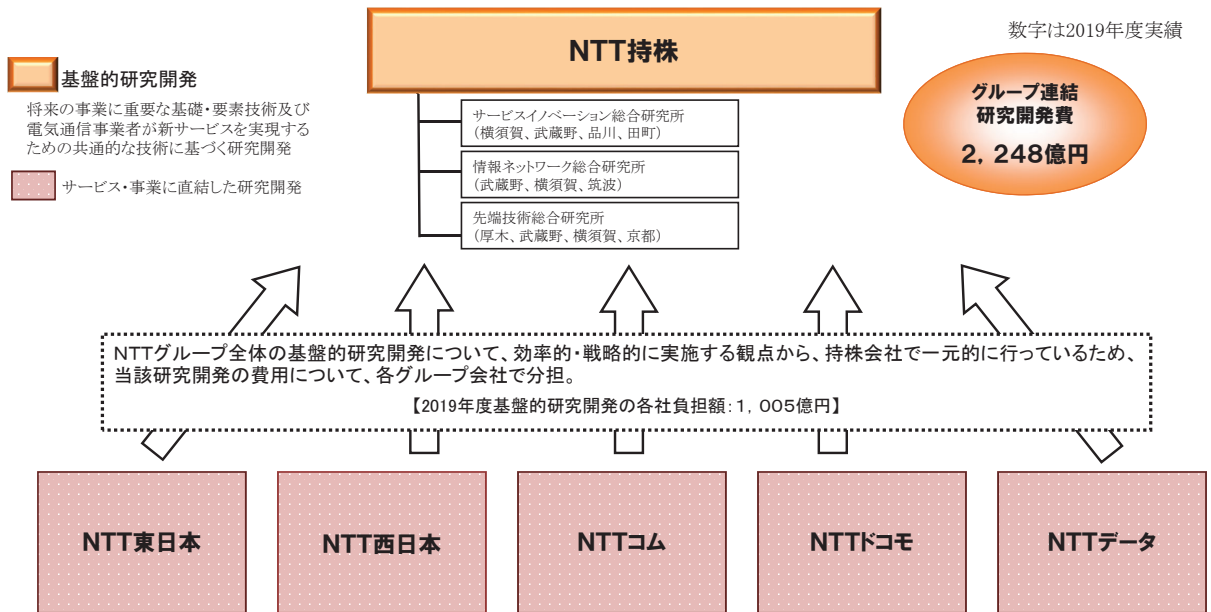 数字は2019年度実績
NTT持株
基盤的研究開発
将来の事業に重要な基礎・要素技術及び
電気通信事業者が新サービスを実現する
ための共通的な技術に基づく研究開発
サービス・事業に直結した研究開発
サービスイノベーション総合研究所
(横須賀、武蔵野、品川、田町)
情報ネットワーク総合研究所
(武蔵野、横須賀、筑波)
先端技術総合研究所
(厚木、武蔵野、横須賀、京都)
グループ連結
研究開発費
2,248億円
NTTグループ全体の基盤的研究開発について、効率的・戦略的に実施する観点から、持株会社で一元的に行っているため、
当該研究開発の費用について、各グループ会社で分担。
【2019年度基盤的研究開発の各社負担額:1,005億円】
NTT東日本
NTT西日本
NTTコム
NTTドコモ
NTTデータ